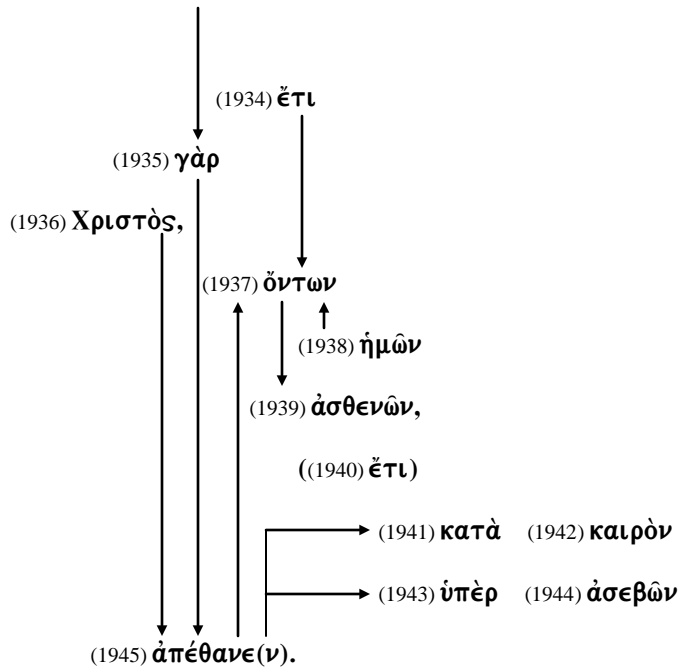 (1934) ἔτι
(1935) γὰρ
(1936) Χριστὸς,
(1937) ὄντων
(1938) ἡμῶν
(1939) ἀσθενῶν,
((1940) ἔτι)
(1941) κατὰ (1942) καιρὸν
(1943) ὑπὲρ (1944) ἀσεβῶν
(1945) ἀπέθανε(ν).